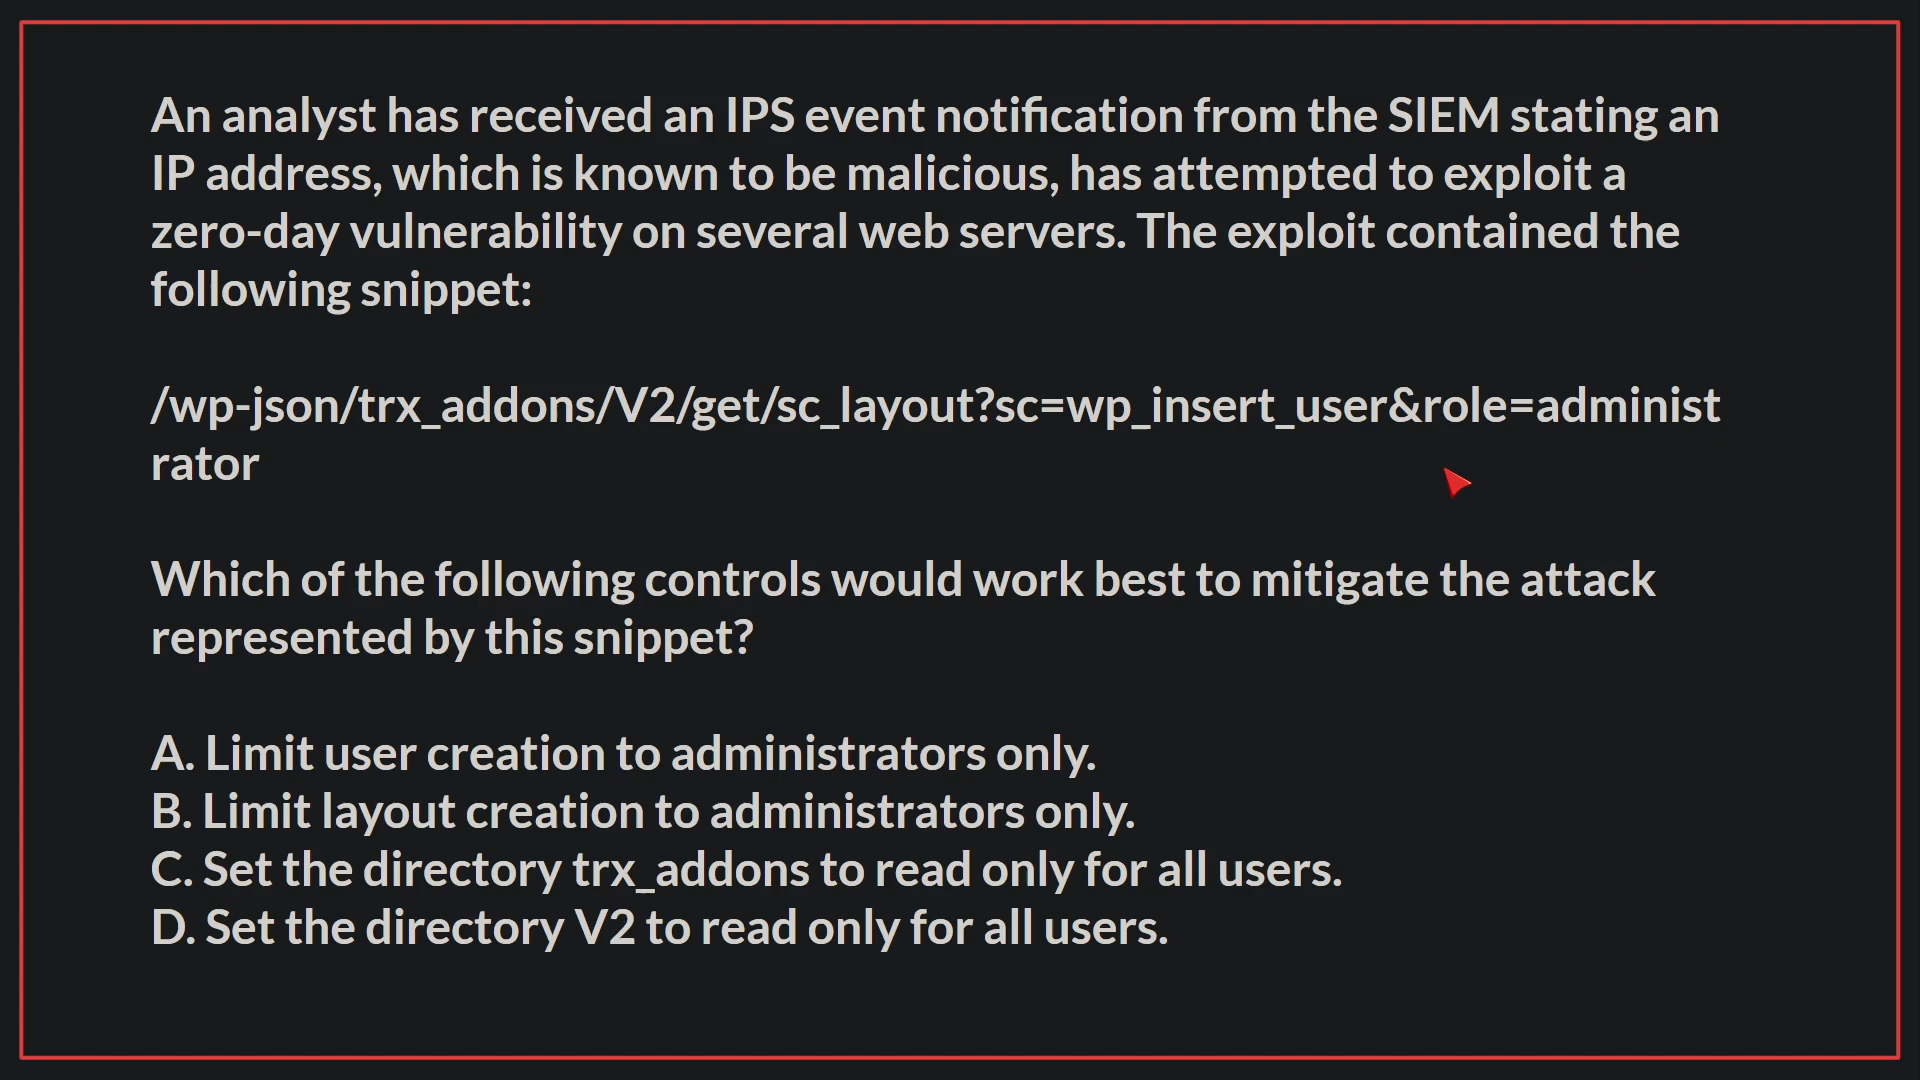 An analyst has received an IPS event notification from the SIEM stating an
IP address, which is known to be malicious, has attempted to exploit a
zero-day vulnerability on several web servers. The exploit contained the
following snippet:
/wp-json/trx_addons/V2/get/sc_layout?sc=wp_insert_user&role=administ
rator
Which of the following controls would work best to mitigate the attack
represented by this snippet?
A. Limit user creation to administrators only.
B. Limit layout creation to administrators only.
C. Set the directory trx_addons to read only for all users.
D. Set the directory V2 to read only for all users.